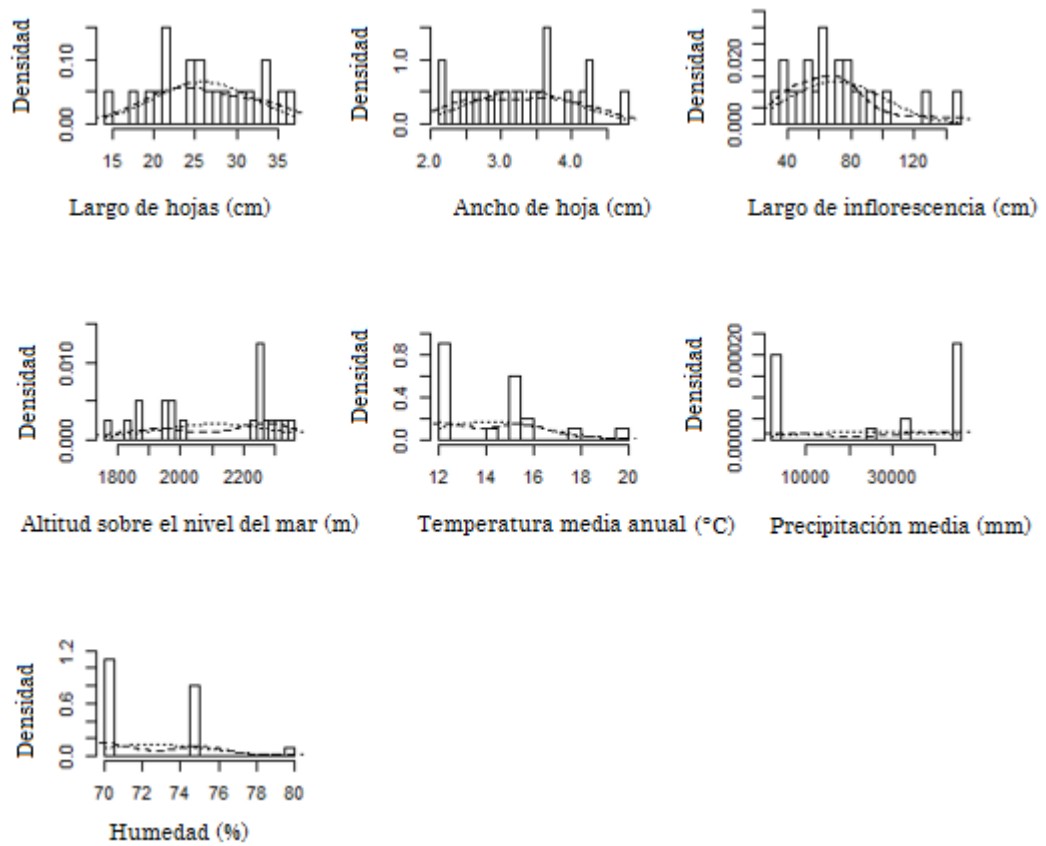 Densidad
0.00 0.10
15 20 25 30 35
Largo de hojas (cm)
Densidad
0.0 1.0
2.0 3.0 4.0
Ancho de hoja (cm)
Densidad
0.000 0.020
40 80 120
Largo de inflorescencia (cm)
Densidad
0.000 0.010
1800 2000 2200
Altitud sobre el nivel del mar (m)
Densidad
0.0 0.4 0.8
12 14 16 18 20
Temperatura media anual (°C)
Densidad
0.00000 0.00020
10000 30000
Precipitación media (mm)
Densidad
0.0 0.6 1.2
70 72 74 76 78 80
Humedad (%)